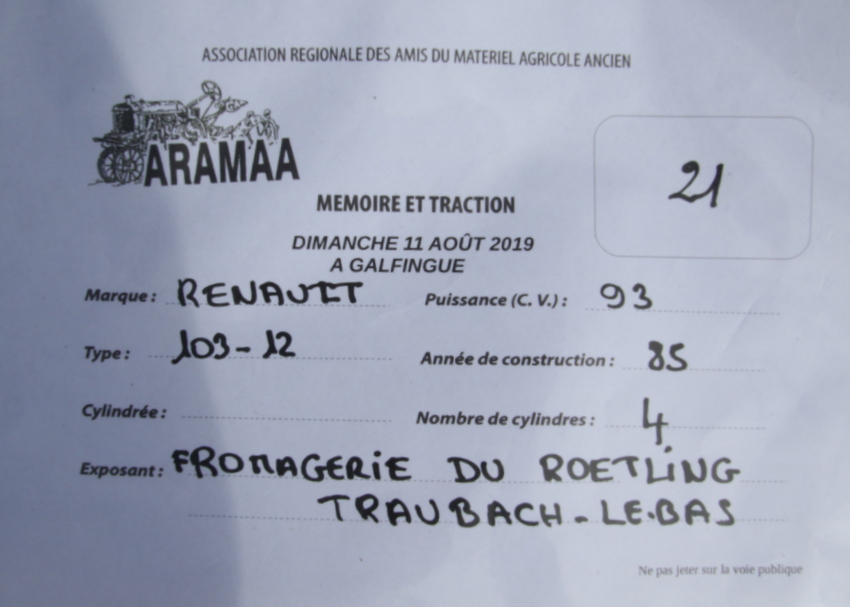 ASSOCIATION REGIONALE DES AMIS DU MATERIEL AGRICOLE ANCIEN
ARAMAA
21
MEMOIRE ET TRACTION
DIMANCHE 11 AOÛT 2019
A GALFINGUE
Marque : RENAULT Puissance (C. V.) : 93
Type : 103-12 Année de construction : 85
Cylindrée : Nombre de cylindres : 4
Exposant : FROMAGERIE DU ROETLING
TRAUBACH-LE-BAS
Ne pas jeter sur la voie publique